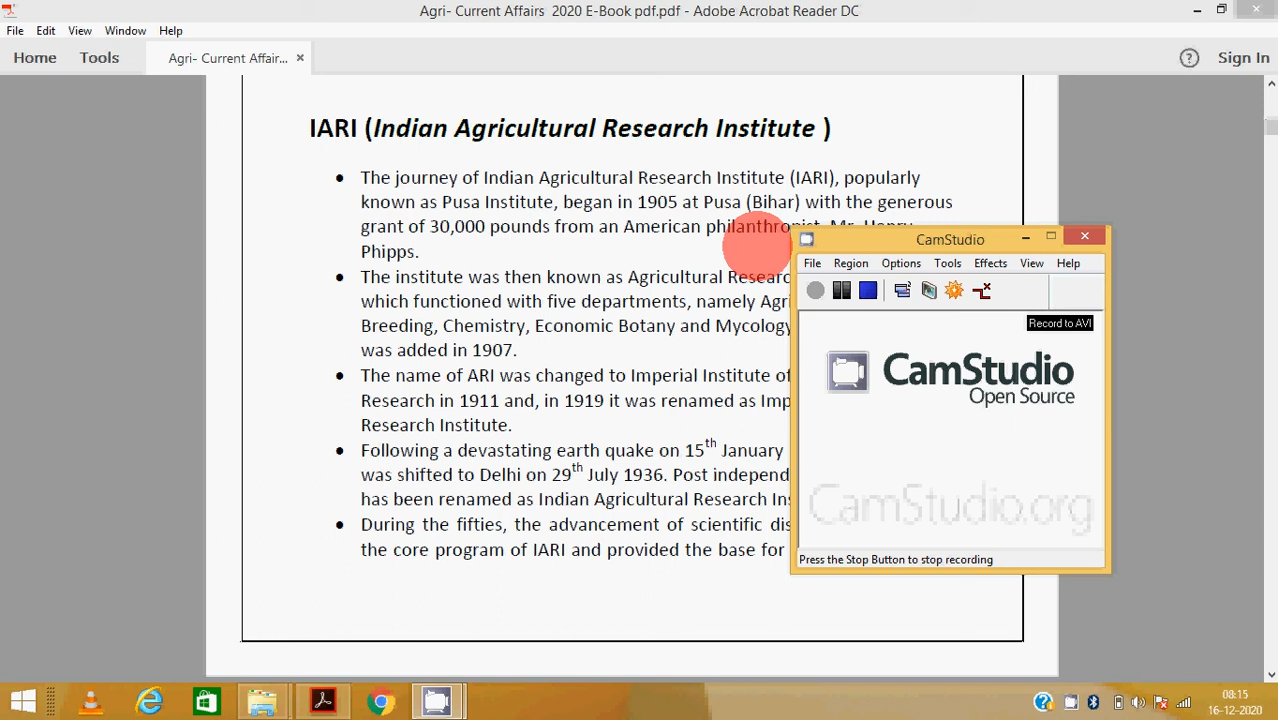 Agri- Current Affairs 2020 E-Book pdf.pdf - Adobe Acrobat Reader DC
File Edit View Window Help
Home Tools Agri- Current Affair... × Sign In
IARI (Indian Agricultural Research Institute )
• The journey of Indian Agricultural Research Institute (IARI), popularly
known as Pusa Institute, began in 1905 at Pusa (Bihar) with the generous
grant of 30,000 pounds from an American philanthropist, Mr. Henry
Phipps.
• The institute was then known as Agricultural Researc
which functioned with five departments, namely Agri
Breeding, Chemistry, Economic Botany and Mycology
was added in 1907.
• The name of ARI was changed to Imperial Institute of
Research in 1911 and, in 1919 it was renamed as Imp
Research Institute.
• Following a devastating earth quake on 15th January
was shifted to Delhi on 29th July 1936. Post independ
has been renamed as Indian Agricultural Research Ins
• During the fifties, the advancement of scientific dis
the core program of IARI and provided the base for
CamStudio
File Region Options Tools Effects View Help
Record to AVI
CamStudio
Open Source
CamStudio.org
Press the Stop Button to stop recording
08:15
16-12-2020